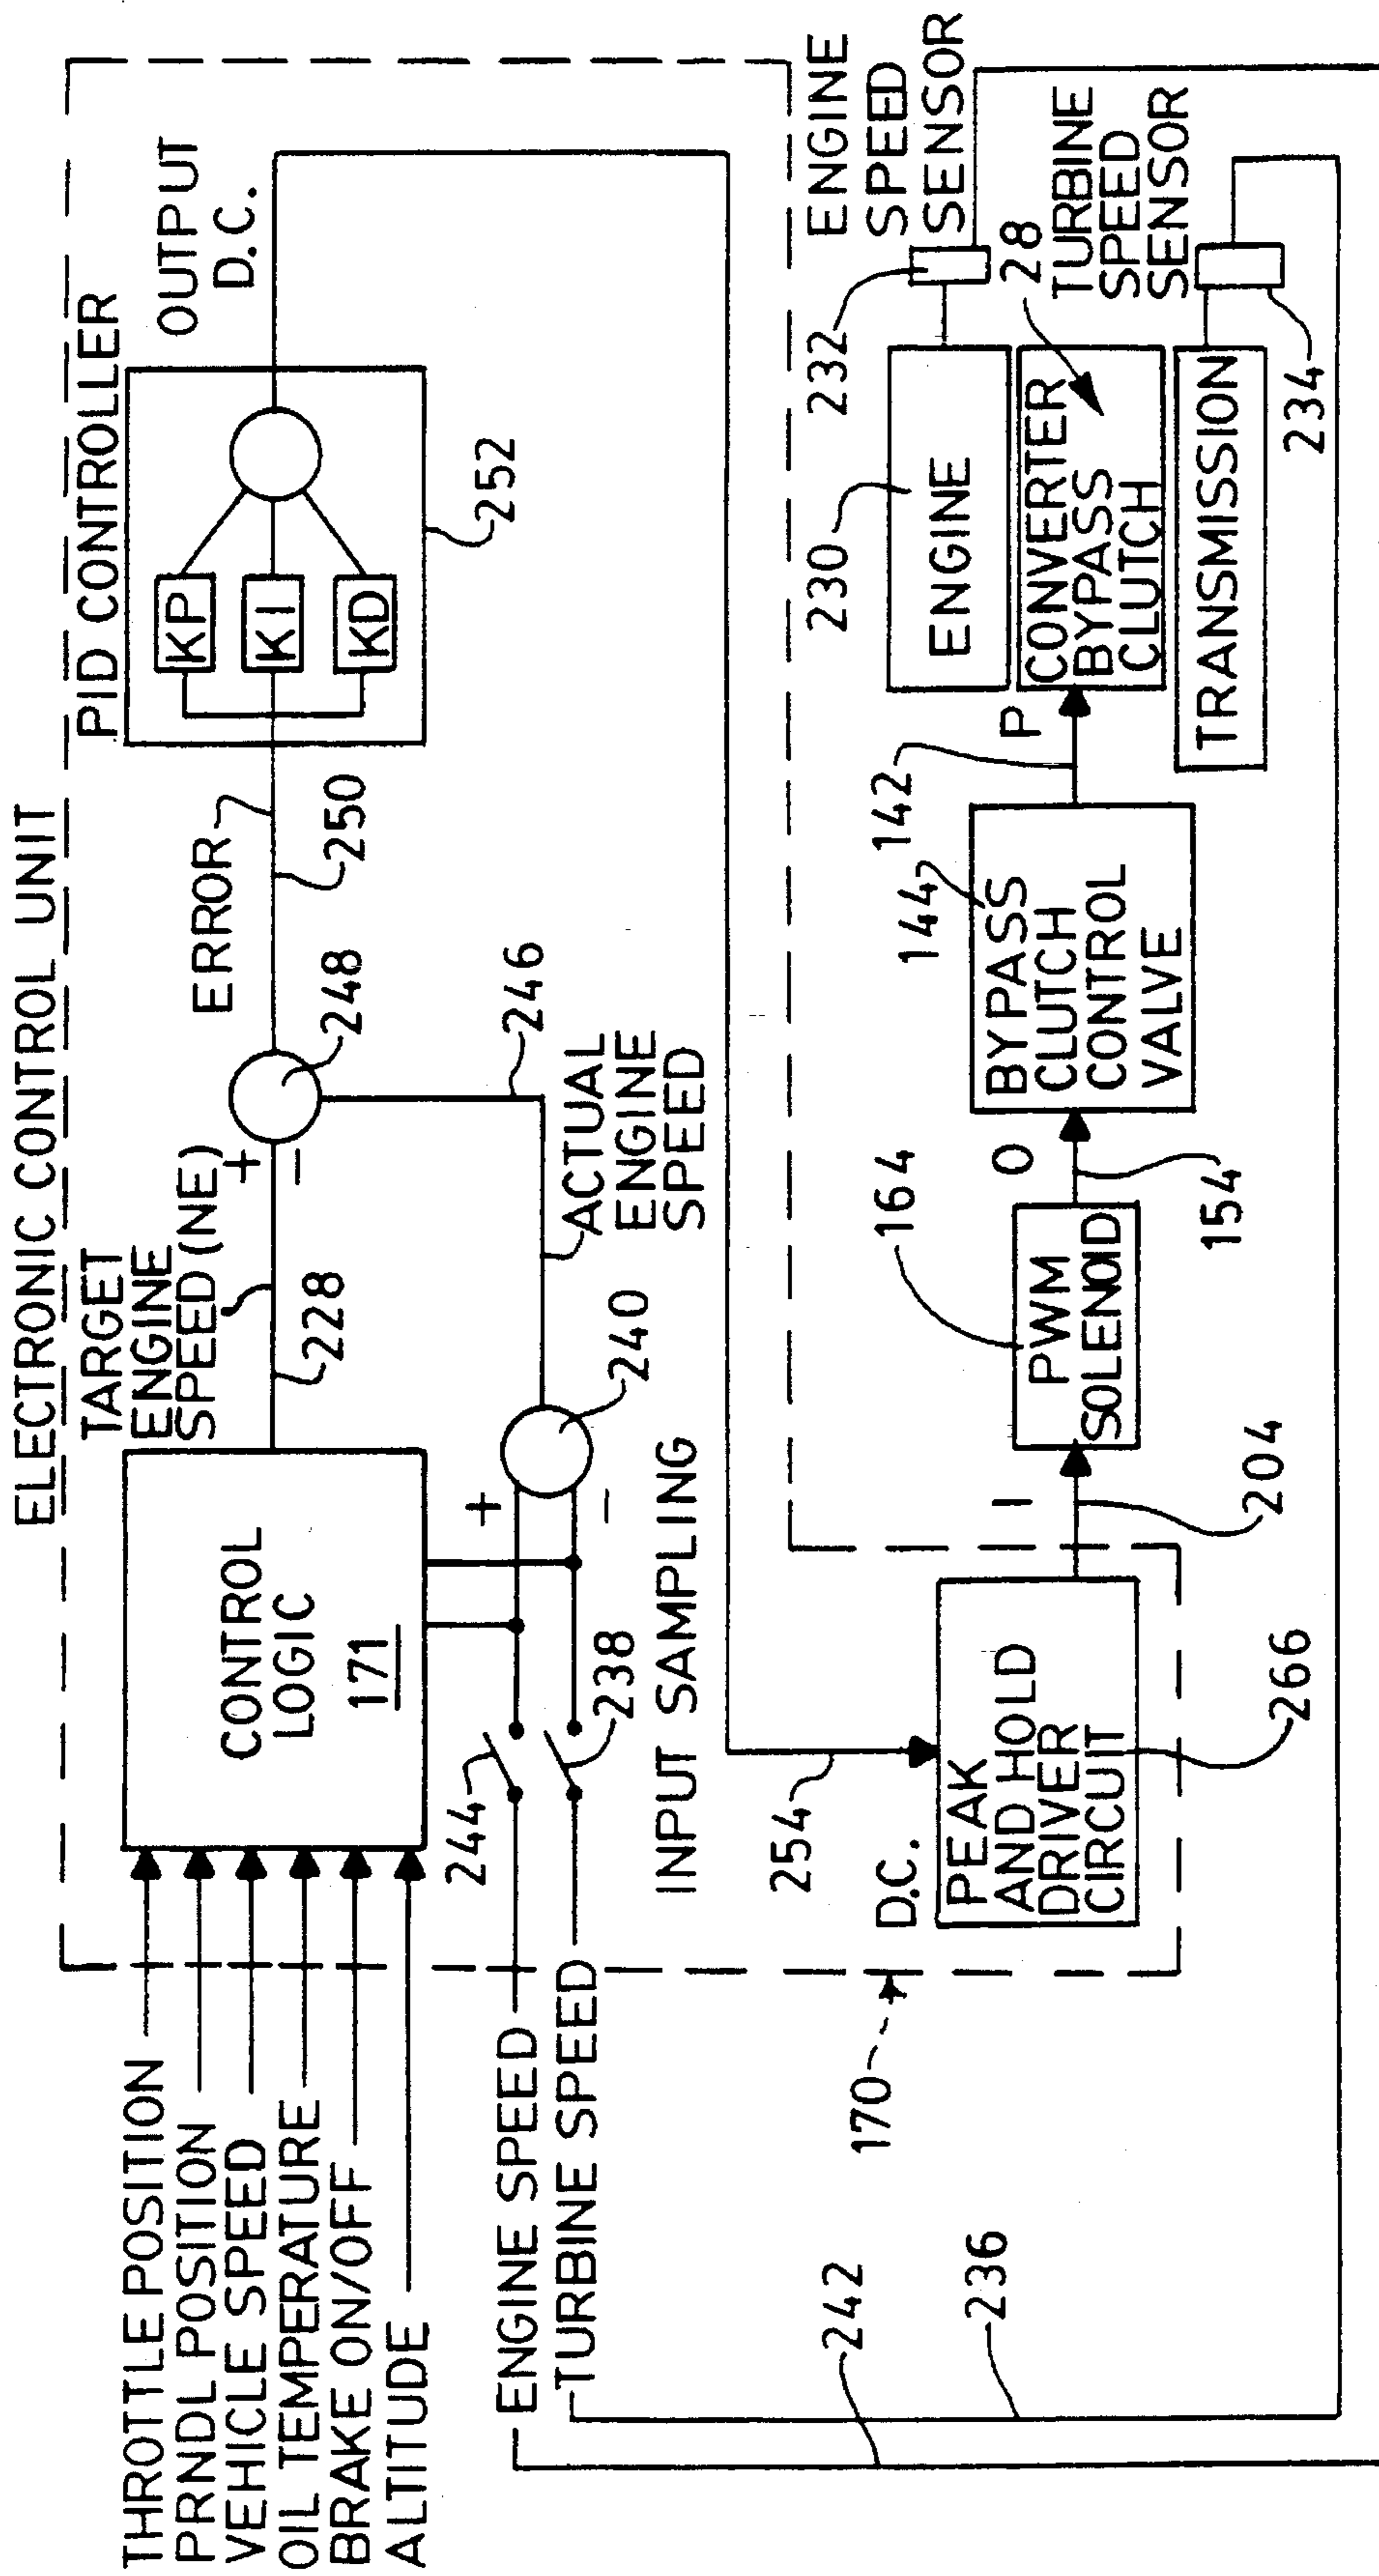 ELECTRONIC CONTROL UNIT
THROTTLE POSITION
PRNDL POSITION
VEHICLE SPEED
OIL TEMPERATURE
BRAKE ON/OFF
ALTITUDE
CONTROL
LOGIC
171
TARGET
ENGINE
SPEED (NE)
228
+
−
248
ERROR
250
PID CONTROLLER
KP
KI
KD
252
OUTPUT
D.C.
ENGINE SPEED
TURBINE SPEED
244
238
+
−
240
INPUT SAMPLING
ACTUAL
ENGINE
SPEED
246
254
D.C.
170
PEAK
AND HOLD
DRIVER
CIRCUIT
266
I
204
164
PWM
SOLENOID
O
154
144
BYPASS
CLUTCH
CONTROL
VALVE
142
P
230
ENGINE
232
ENGINE
SPEED
SENSOR
CONVERTER
BYPASS
CLUTCH
28
TURBINE
SPEED
SENSOR
TRANSMISSION
234
242
236